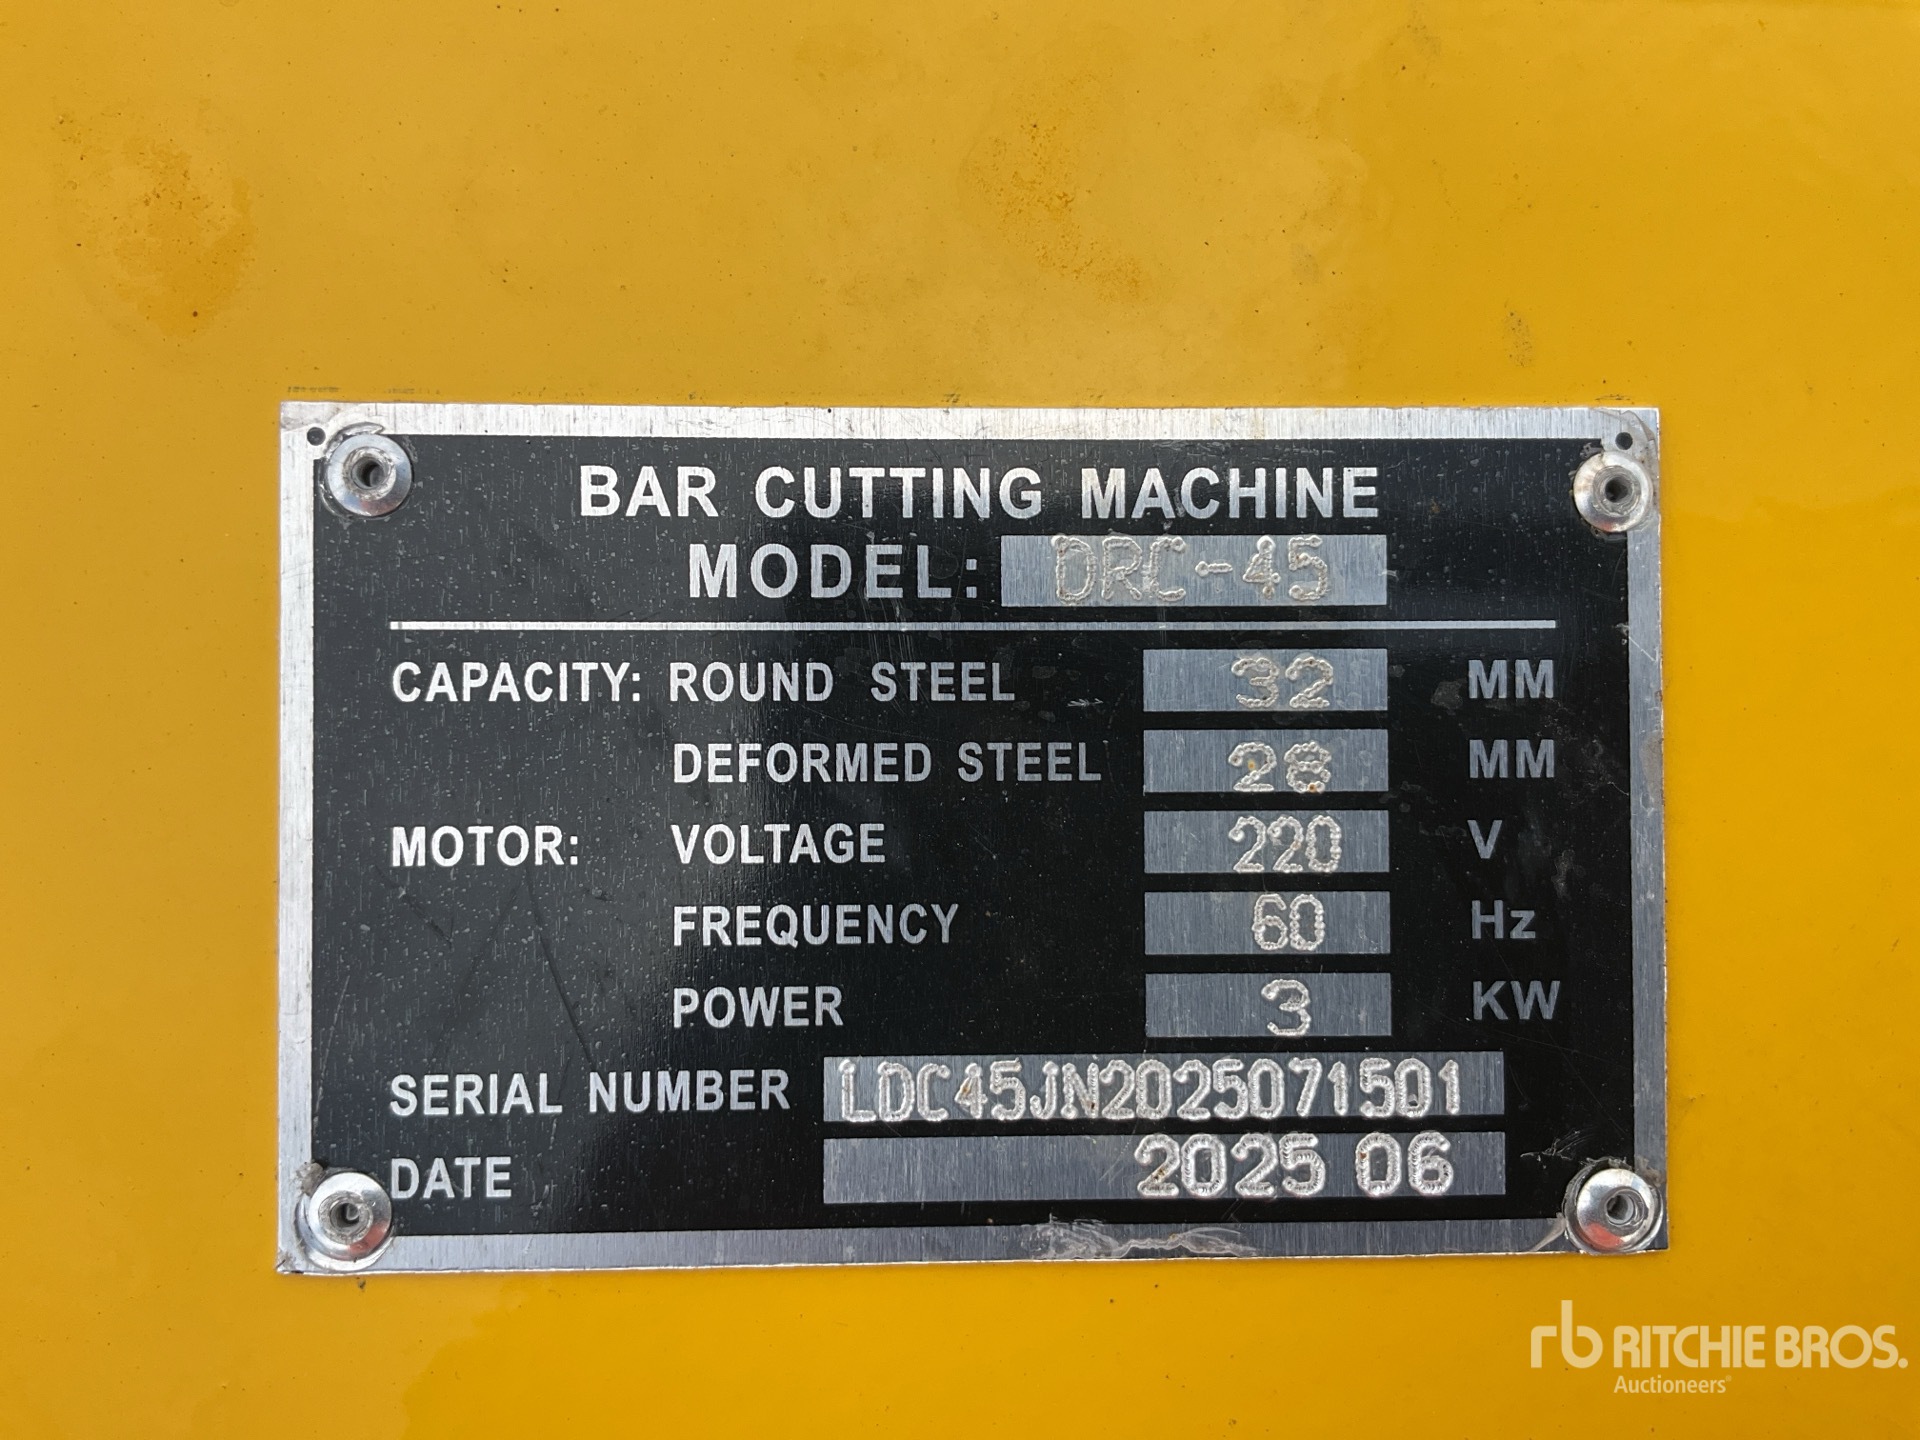 BAR CUTTING MACHINE
MODEL: DRC-45
CAPACITY: ROUND STEEL 32 MM
DEFORMED STEEL 28 MM
MOTOR: VOLTAGE 220 V
FREQUENCY 60 Hz
POWER 3 KW
SERIAL NUMBER LDC45JN2025071501
DATE 2025 06
rb RITCHIE BROS.
Auctioneers